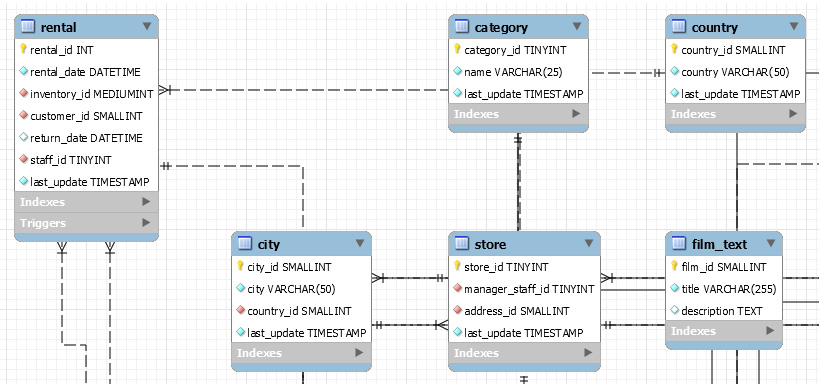 rental
rental_id INT
rental_date DATETIME
inventory_id MEDIUMINT
customer_id SMALLINT
return_date DATETIME
staff_id TINYINT
last_update TIMESTAMP
Indexes
Triggers
category
category_id TINYINT
name VARCHAR(25)
last_update TIMESTAMP
Indexes
country
country_id SMALLINT
country VARCHAR(50)
last_update TIMESTAMP
Indexes
city
city_id SMALLINT
city VARCHAR(50)
country_id SMALLINT
last_update TIMESTAMP
Indexes
store
store_id TINYINT
manager_staff_id TINYINT
address_id SMALLINT
last_update TIMESTAMP
Indexes
film_text
film_id SMALLINT
title VARCHAR(255)
description TEXT
Indexes